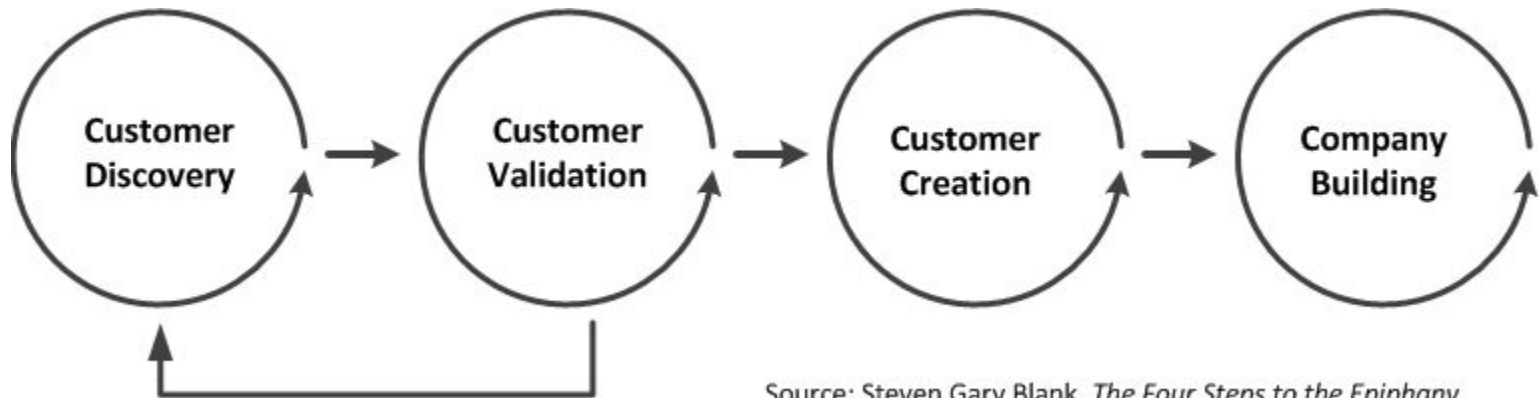 Customer
Discovery
Customer
Validation
Customer
Creation
Company
Building
Source: Steven Gary Blank, The Four Steps to the Epiphany